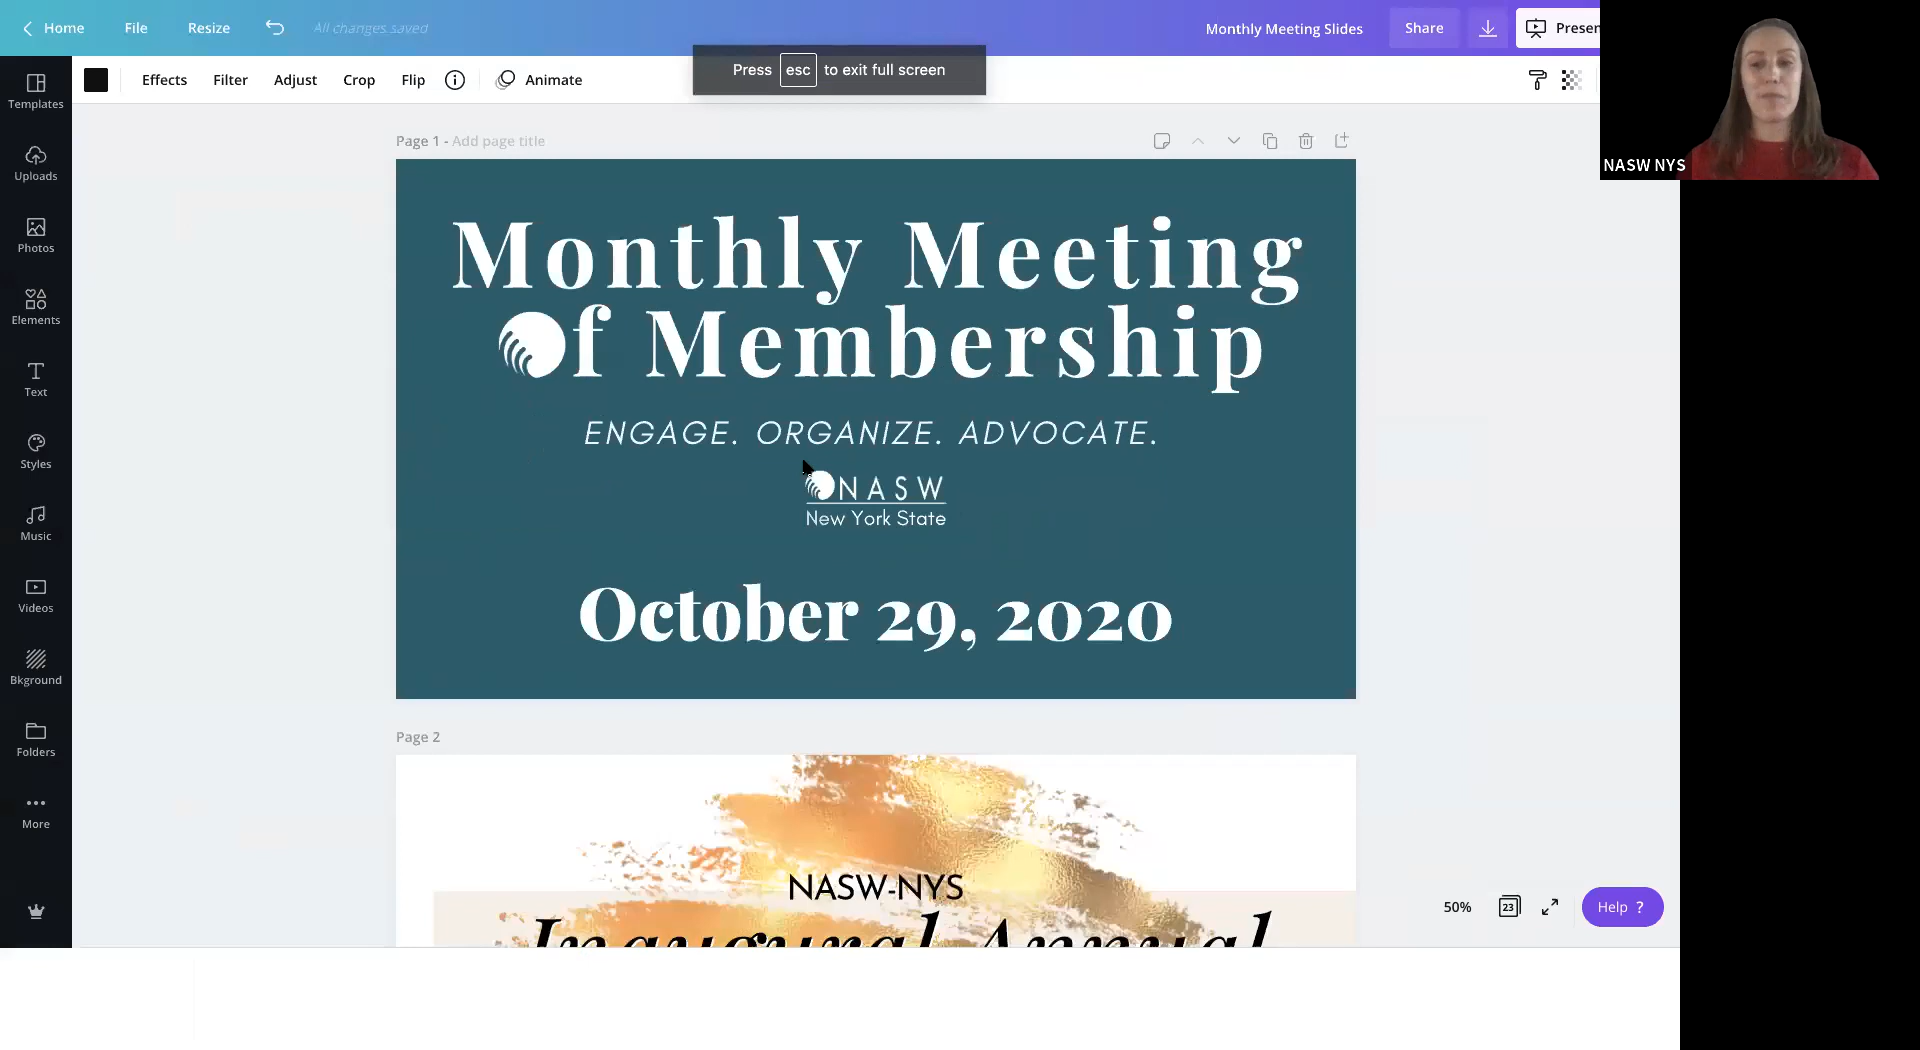 Home File Resize All changes saved Monthly Meeting Slides Share
Press esc to exit full screen
Effects Filter Adjust Crop Flip Animate
Templates
Uploads
Photos
Elements
Text
Styles
Music
Videos
Bkground
Folders
More
NASW NYS
Page 1 - Add page title
Monthly Meeting
Of Membership
ENGAGE. ORGANIZE. ADVOCATE.
NASW
New York State
October 29, 2020
Page 2
NASW-NYS
Inaugural Annual
50% 23 Help ?